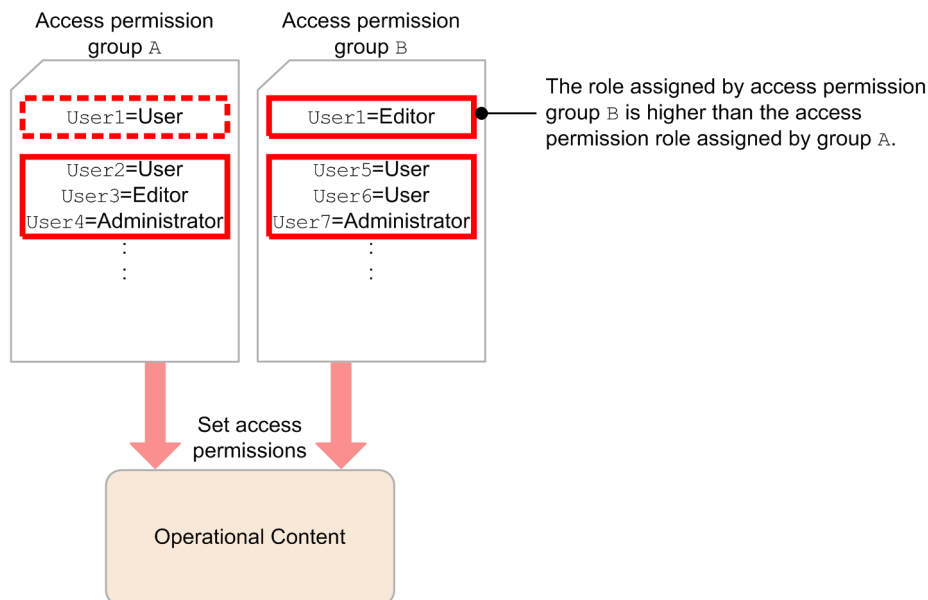 Access permission
group A
Access permission
group B
User1=User
User2=User
User3=Editor
User4=Administrator
:
:
User1=Editor
User5=User
User6=User
User7=Administrator
:
:
The role assigned by access permission
group B is higher than the access
permission role assigned by group A.
Set access
permissions
Operational Content